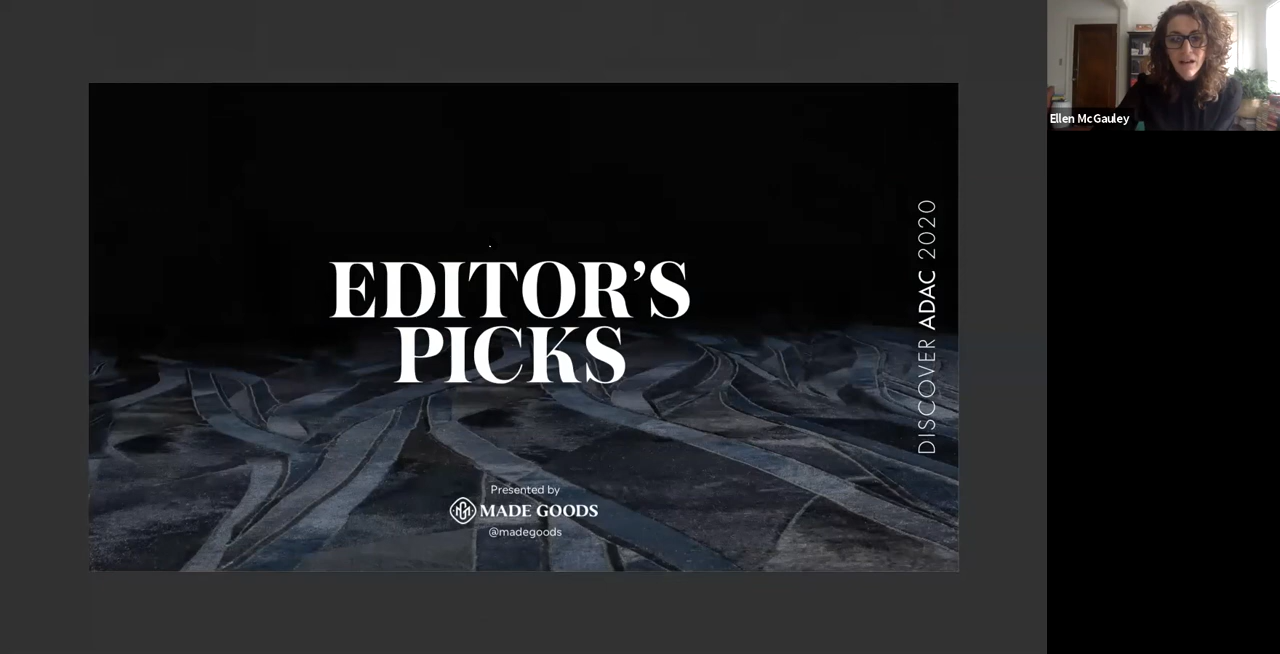 EDITOR’S
PICKS
Presented by
MADE GOODS
@madegoods
DISCOVER ADAC 2020
Ellen McGauley